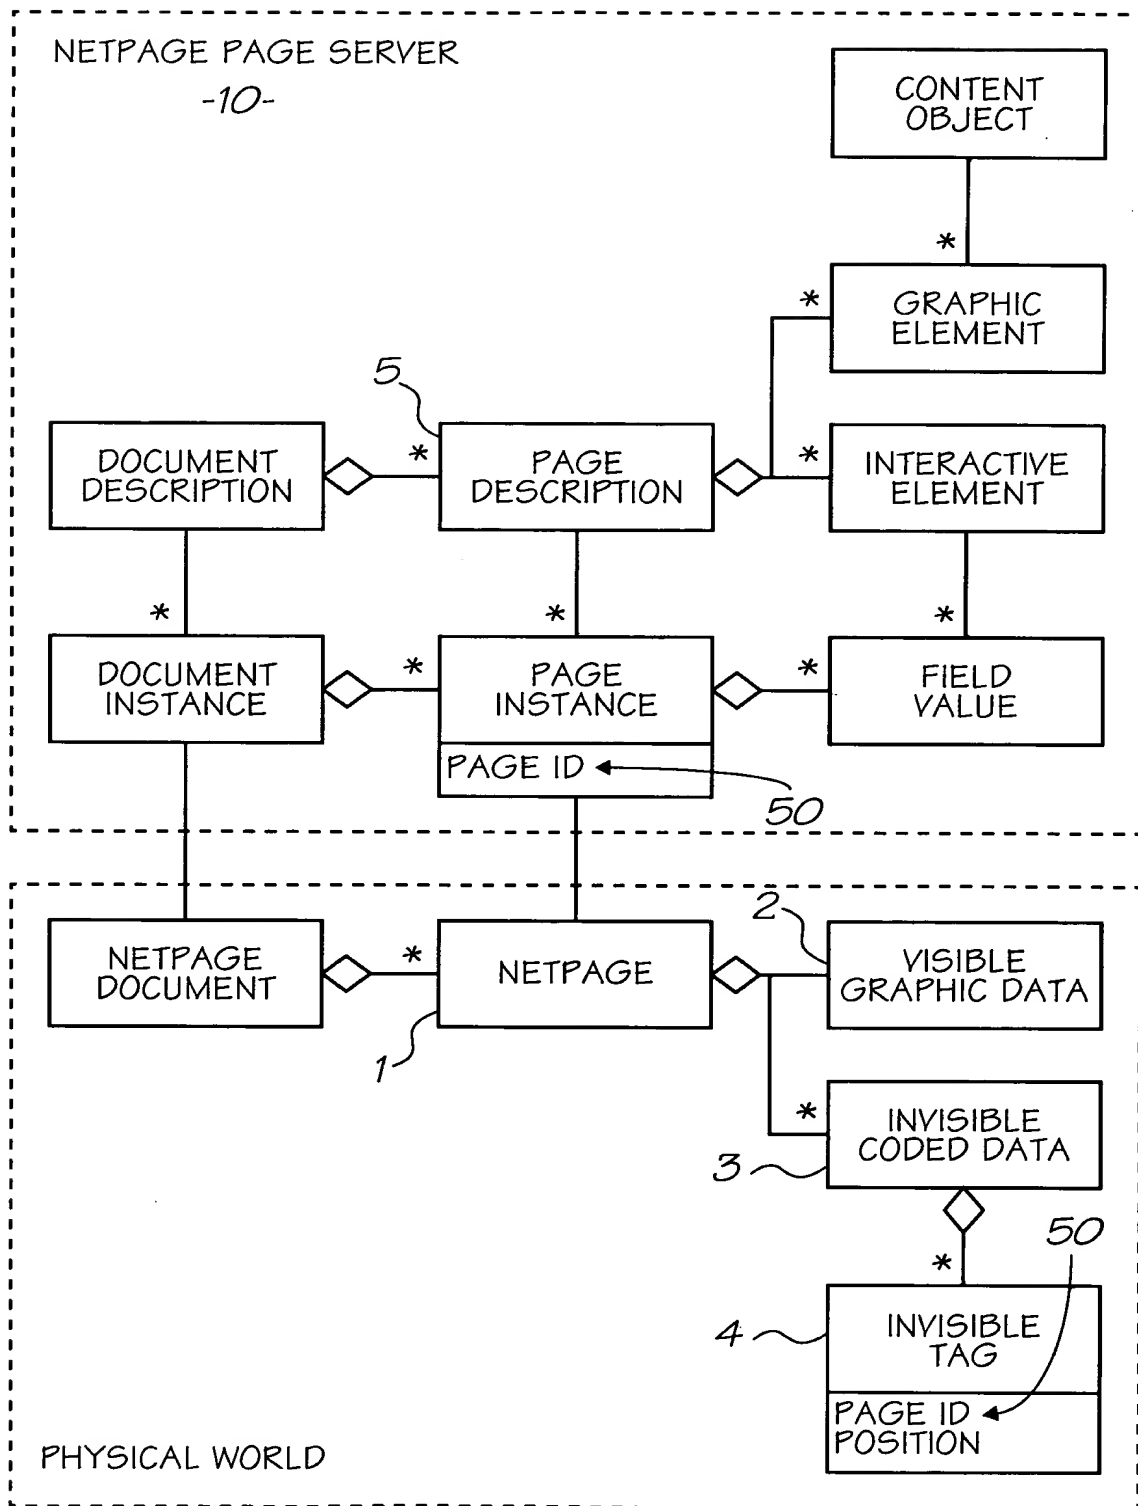 NETPAGE PAGE SERVER
-10-
CONTENT
OBJECT
*
GRAPHIC
ELEMENT
*
5
DOCUMENT
DESCRIPTION
*
PAGE
DESCRIPTION
*
INTERACTIVE
ELEMENT
*
*
*
DOCUMENT
INSTANCE
*
PAGE
INSTANCE
*
FIELD
VALUE
PAGE ID
50
2
NETPAGE
DOCUMENT
*
NETPAGE
VISIBLE
GRAPHIC DATA
1
*
INVISIBLE
CODED DATA
3
50
*
4
INVISIBLE
TAG
PAGE ID
POSITION
PHYSICAL WORLD